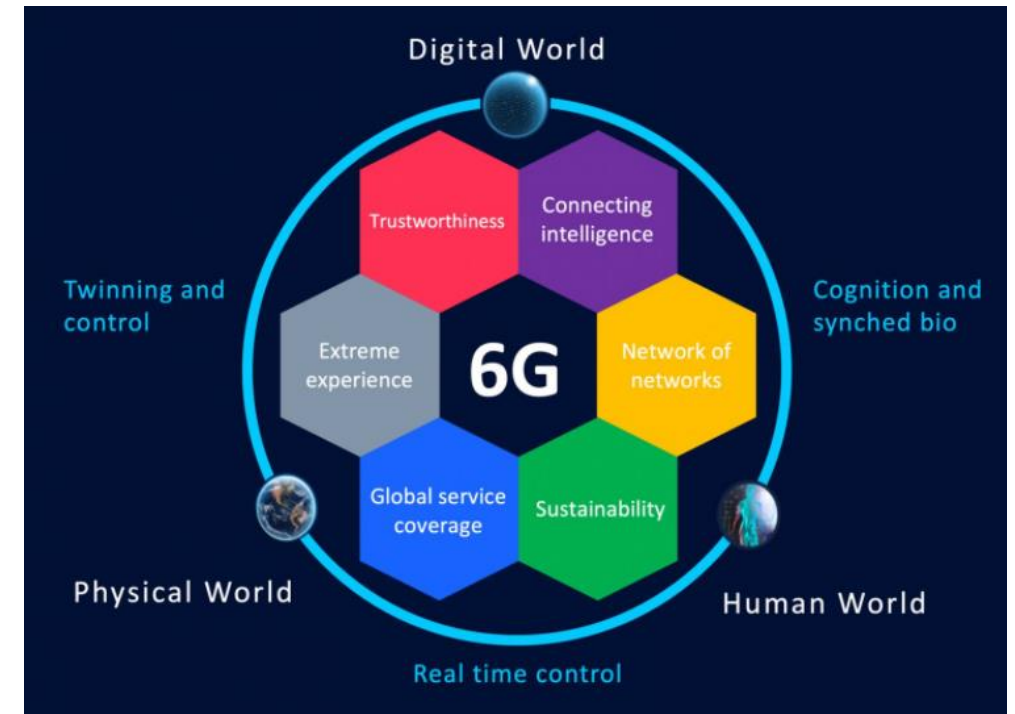 Digital World
Trustworthiness
Connecting
intelligence
Twinning and
control
Cognition and
synched bio
Extreme
experience
6G
Network of
networks
Global service
coverage
Sustainability
Physical World
Human World
Real time control